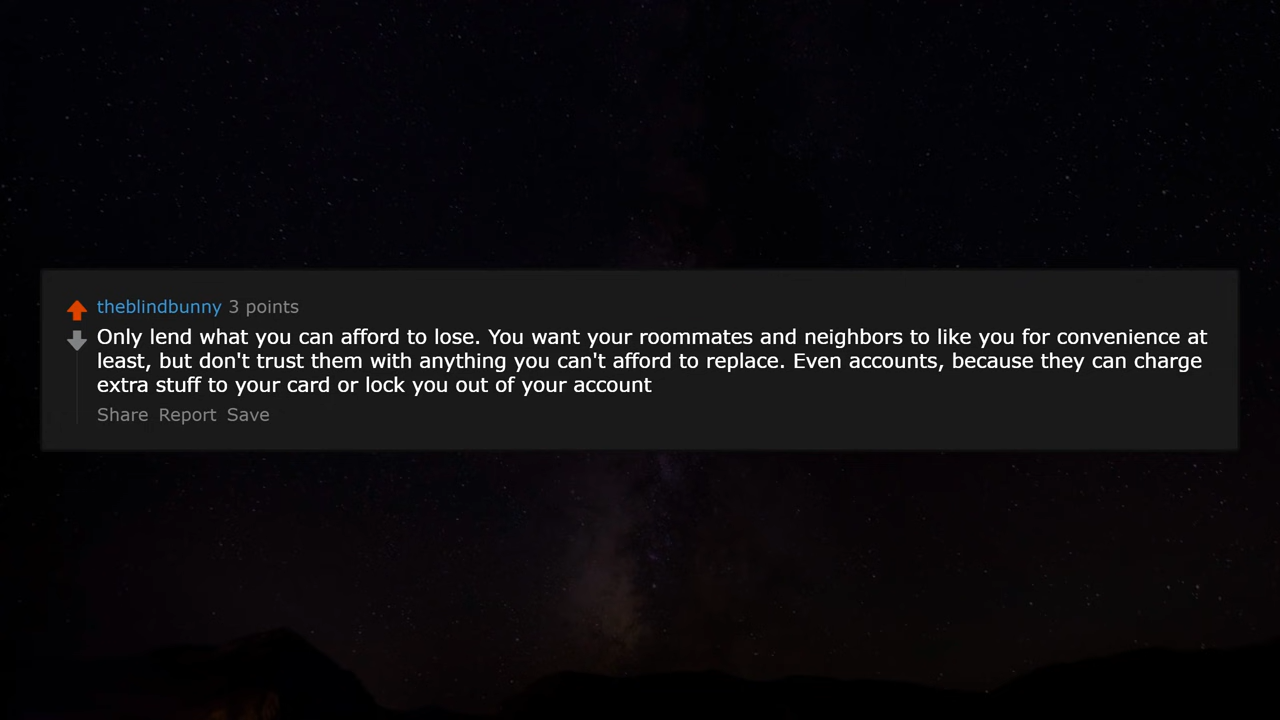 theblindbunny 3 points
Only lend what you can afford to lose. You want your roommates and neighbors to like you for convenience at
least, but don't trust them with anything you can't afford to replace. Even accounts, because they can charge
extra stuff to your card or lock you out of your account
Share Report Save